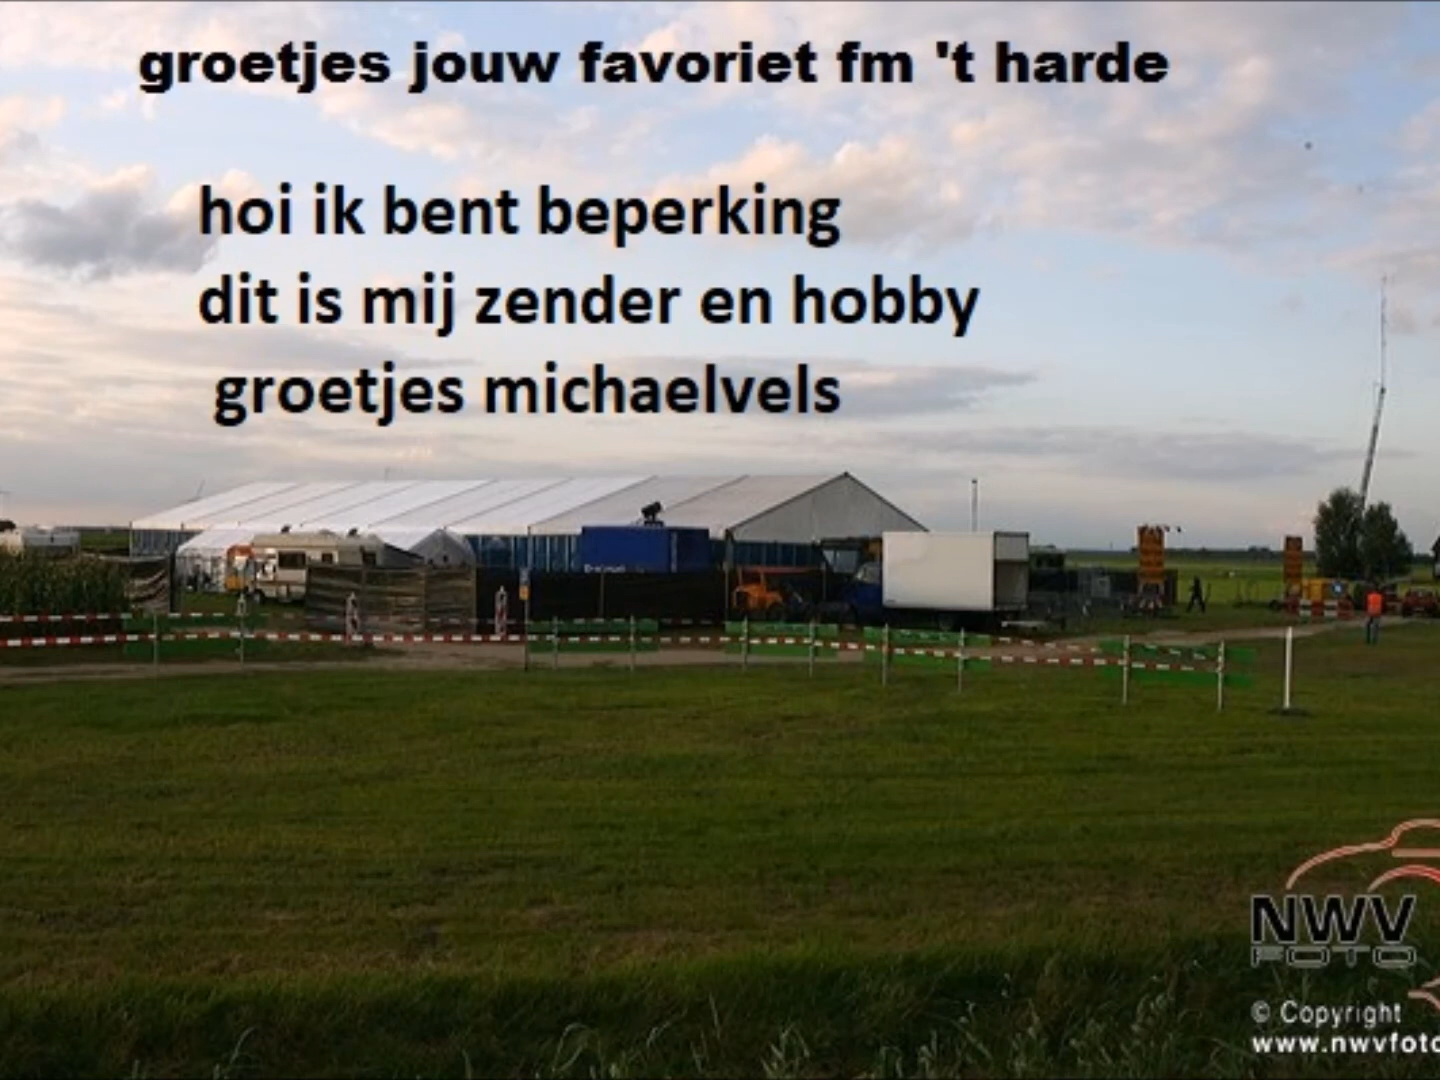 groetjes jouw favoriet fm 't harde
hoi ik bent beperking
dit is mij zender en hobby
groetjes michaelvels
NWV
FOTO
© Copyright
www.nwvfoto